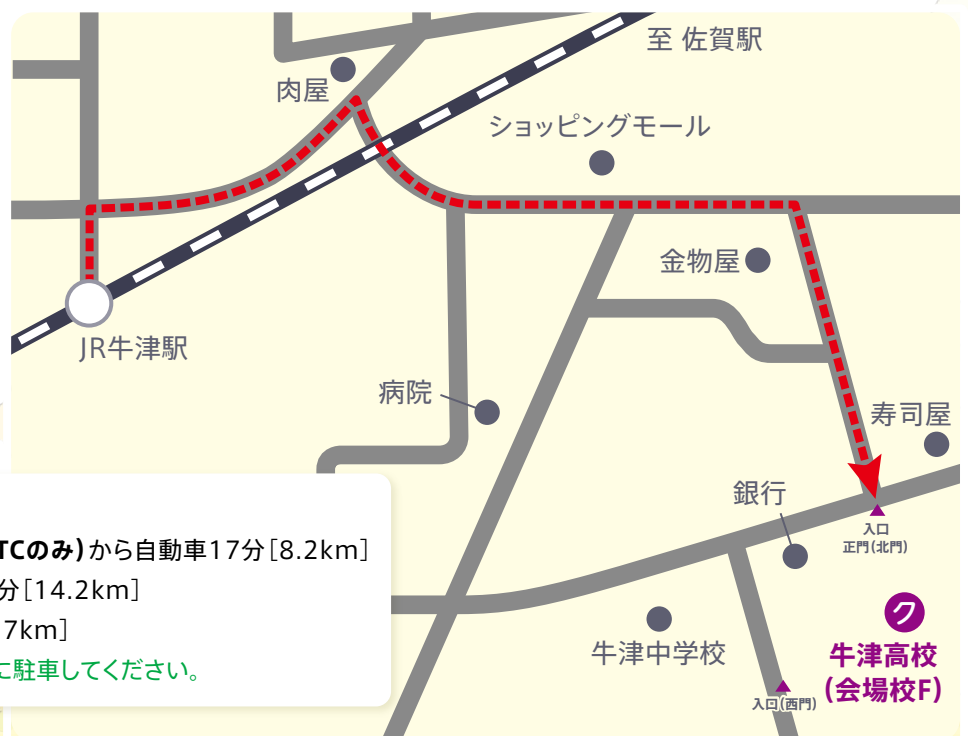 至 佐賀駅
肉屋
ショッピングモール
金物屋
JR牛津駅
病院
寿司屋
銀行
入口
正門(北門)
TCのみ)から自動車17分[8.2km]
分[14.2km]
7km]
に駐車してください。
ク
牛津中学校
牛津高校
(会場校F)
入口(西門)